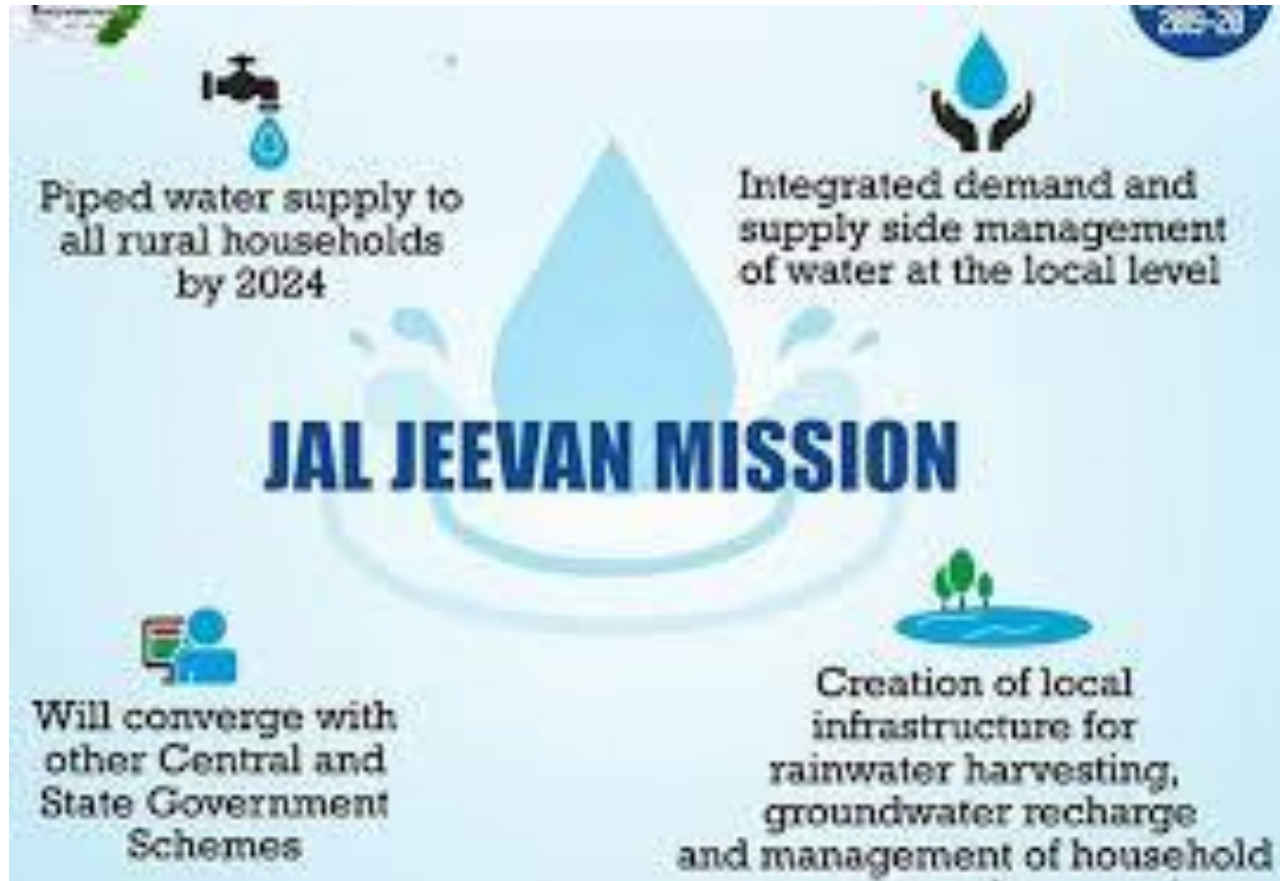 2019-20
Piped water supply to
all rural households
by 2024
Integrated demand and
supply side management
of water at the local level
JAL JEEVAN MISSION
Will converge with
other Central and
State Government
Schemes
Creation of local
infrastructure for
rainwater harvesting,
groundwater recharge
and management of household